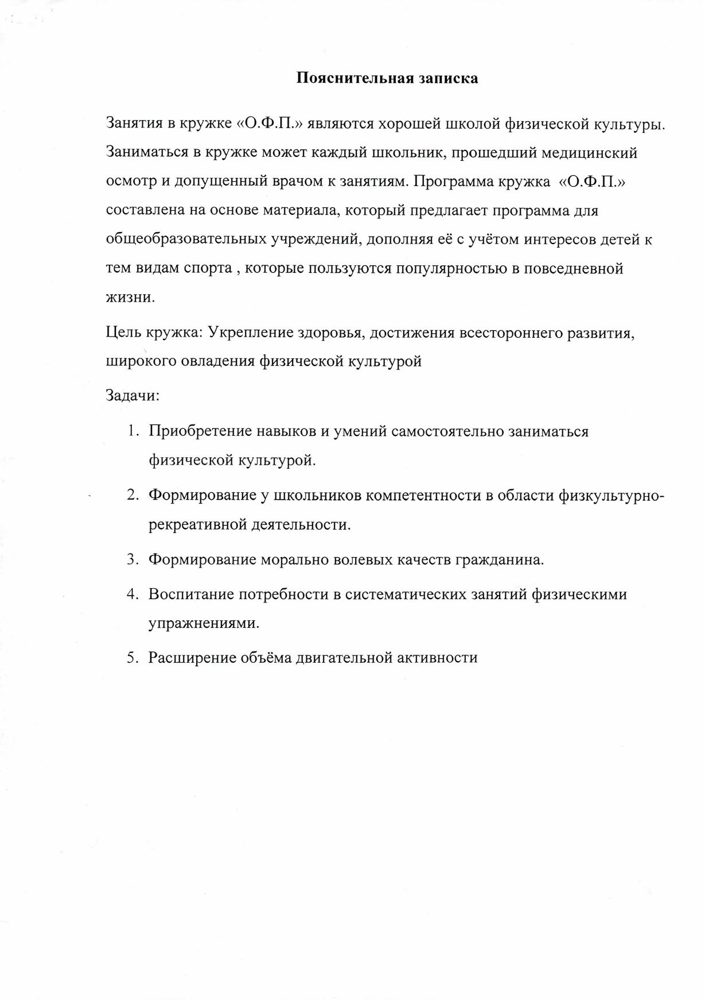 Пояснительная записка
Занятия в кружке «О.Ф.П.» являются хорошей школой физической культуры.
Заниматься в кружке может каждый школьник, прошедший медицинский
осмотр и допущенный врачом к занятиям. Программа кружка «О.Ф.П.»
составлена на основе материала, который предлагает программа для
общеобразовательных учреждений, дополняя её с учётом интересов детей к
тем видам спорта , которые пользуются популярностью в повседневной
жизни.
Цель кружка: Укрепление здоровья, достижения всестороннего развития,
широкого овладения физической культурой
Задачи:
1. Приобретение навыков и умений самостоятельно заниматься
физической культурой.
2. Формирование у школьников компетентности в области физкультурно-
рекреативной деятельности.
3. Формирование морально волевых качеств гражданина.
4. Воспитание потребности в систематических занятий физическими
упражнениями.
5. Расширение объёма двигательной активности